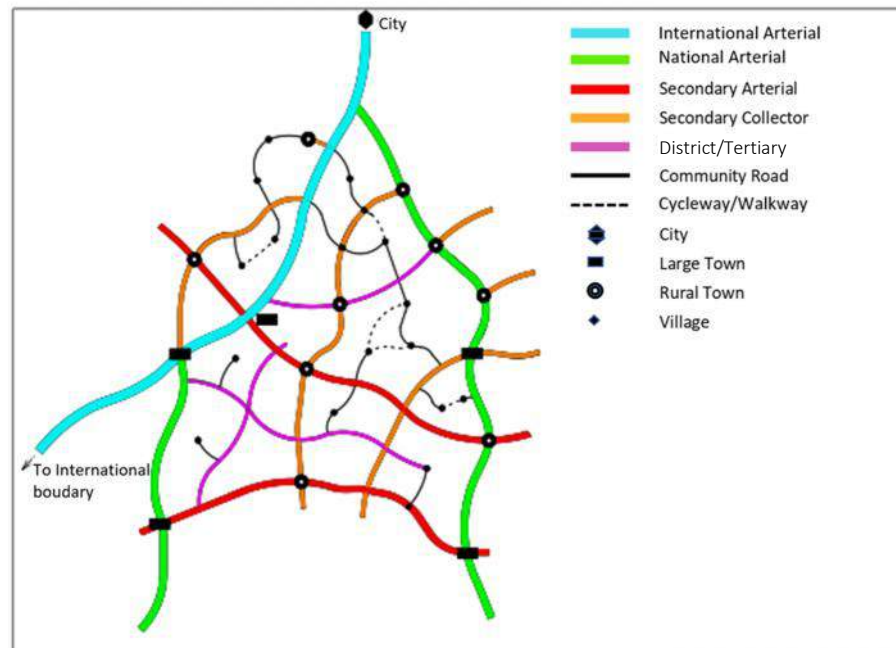 City
International Arterial
National Arterial
Secondary Arterial
Secondary Collector
District/Tertiary
Community Road
Cycleway/Walkway
City
Large Town
Rural Town
Village
To International
boudary